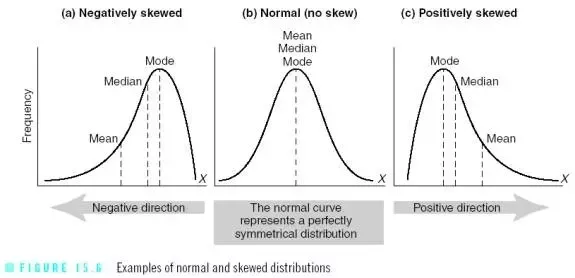 (a) Negatively skewed
(b) Normal (no skew)
(c) Positively skewed
Mode
Median
Mean
Frequency
X
Negative direction
Mean
Median
Mode
X
The normal curve
represents a perfectly
symmetrical distribution
Mode
Median
Mean
X
Positive direction
FIGURE 15.6 Examples of normal and skewed distributions